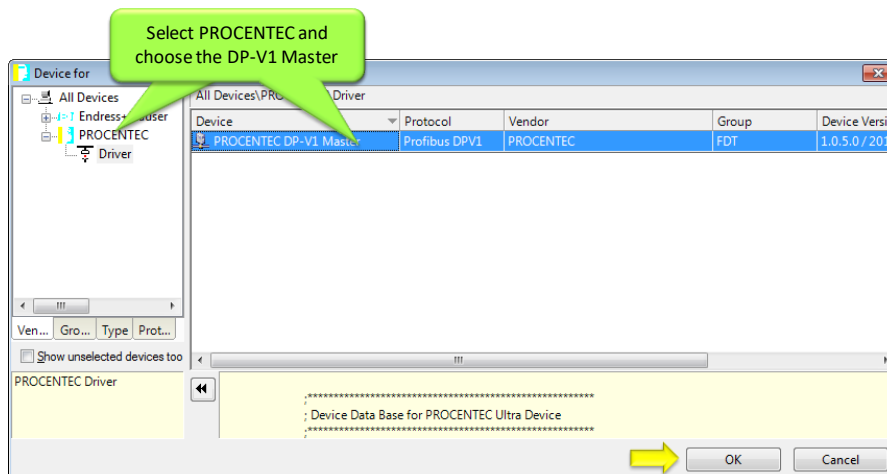 Select PROCENTEC and
choose the DP-V1 Master
Device for
All Devices
Endress+ user
PROCENTEC
Driver
All Devices\PRO Driver
Device Protocol Vendor Group Device Versi
PROCENTEC DP-V1 Master Profibus DPV1 PROCENTEC FDT 1.0.5.0 / 201
Ven... Gro... Type Prot...
Show unselected devices too
PROCENTEC Driver
;******************************************************
; Device Data Base for PROCENTEC Ultra Device
;******************************************************
OK Cancel